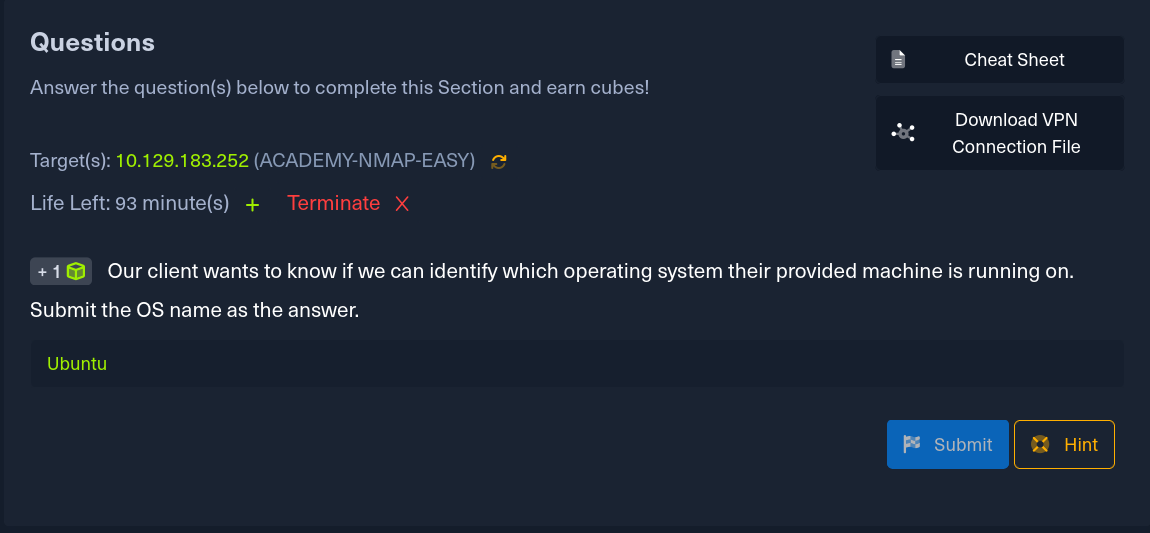 Questions
Cheat Sheet
Answer the question(s) below to complete this Section and earn cubes!
Download VPN
Connection File
Target(s): 10.129.183.252 (ACADEMY-NMAP-EASY)
Life Left: 93 minute(s) + Terminate X
+ 1 Our client wants to know if we can identify which operating system their provided machine is running on.
Submit the OS name as the answer.
Ubuntu
Submit Hint